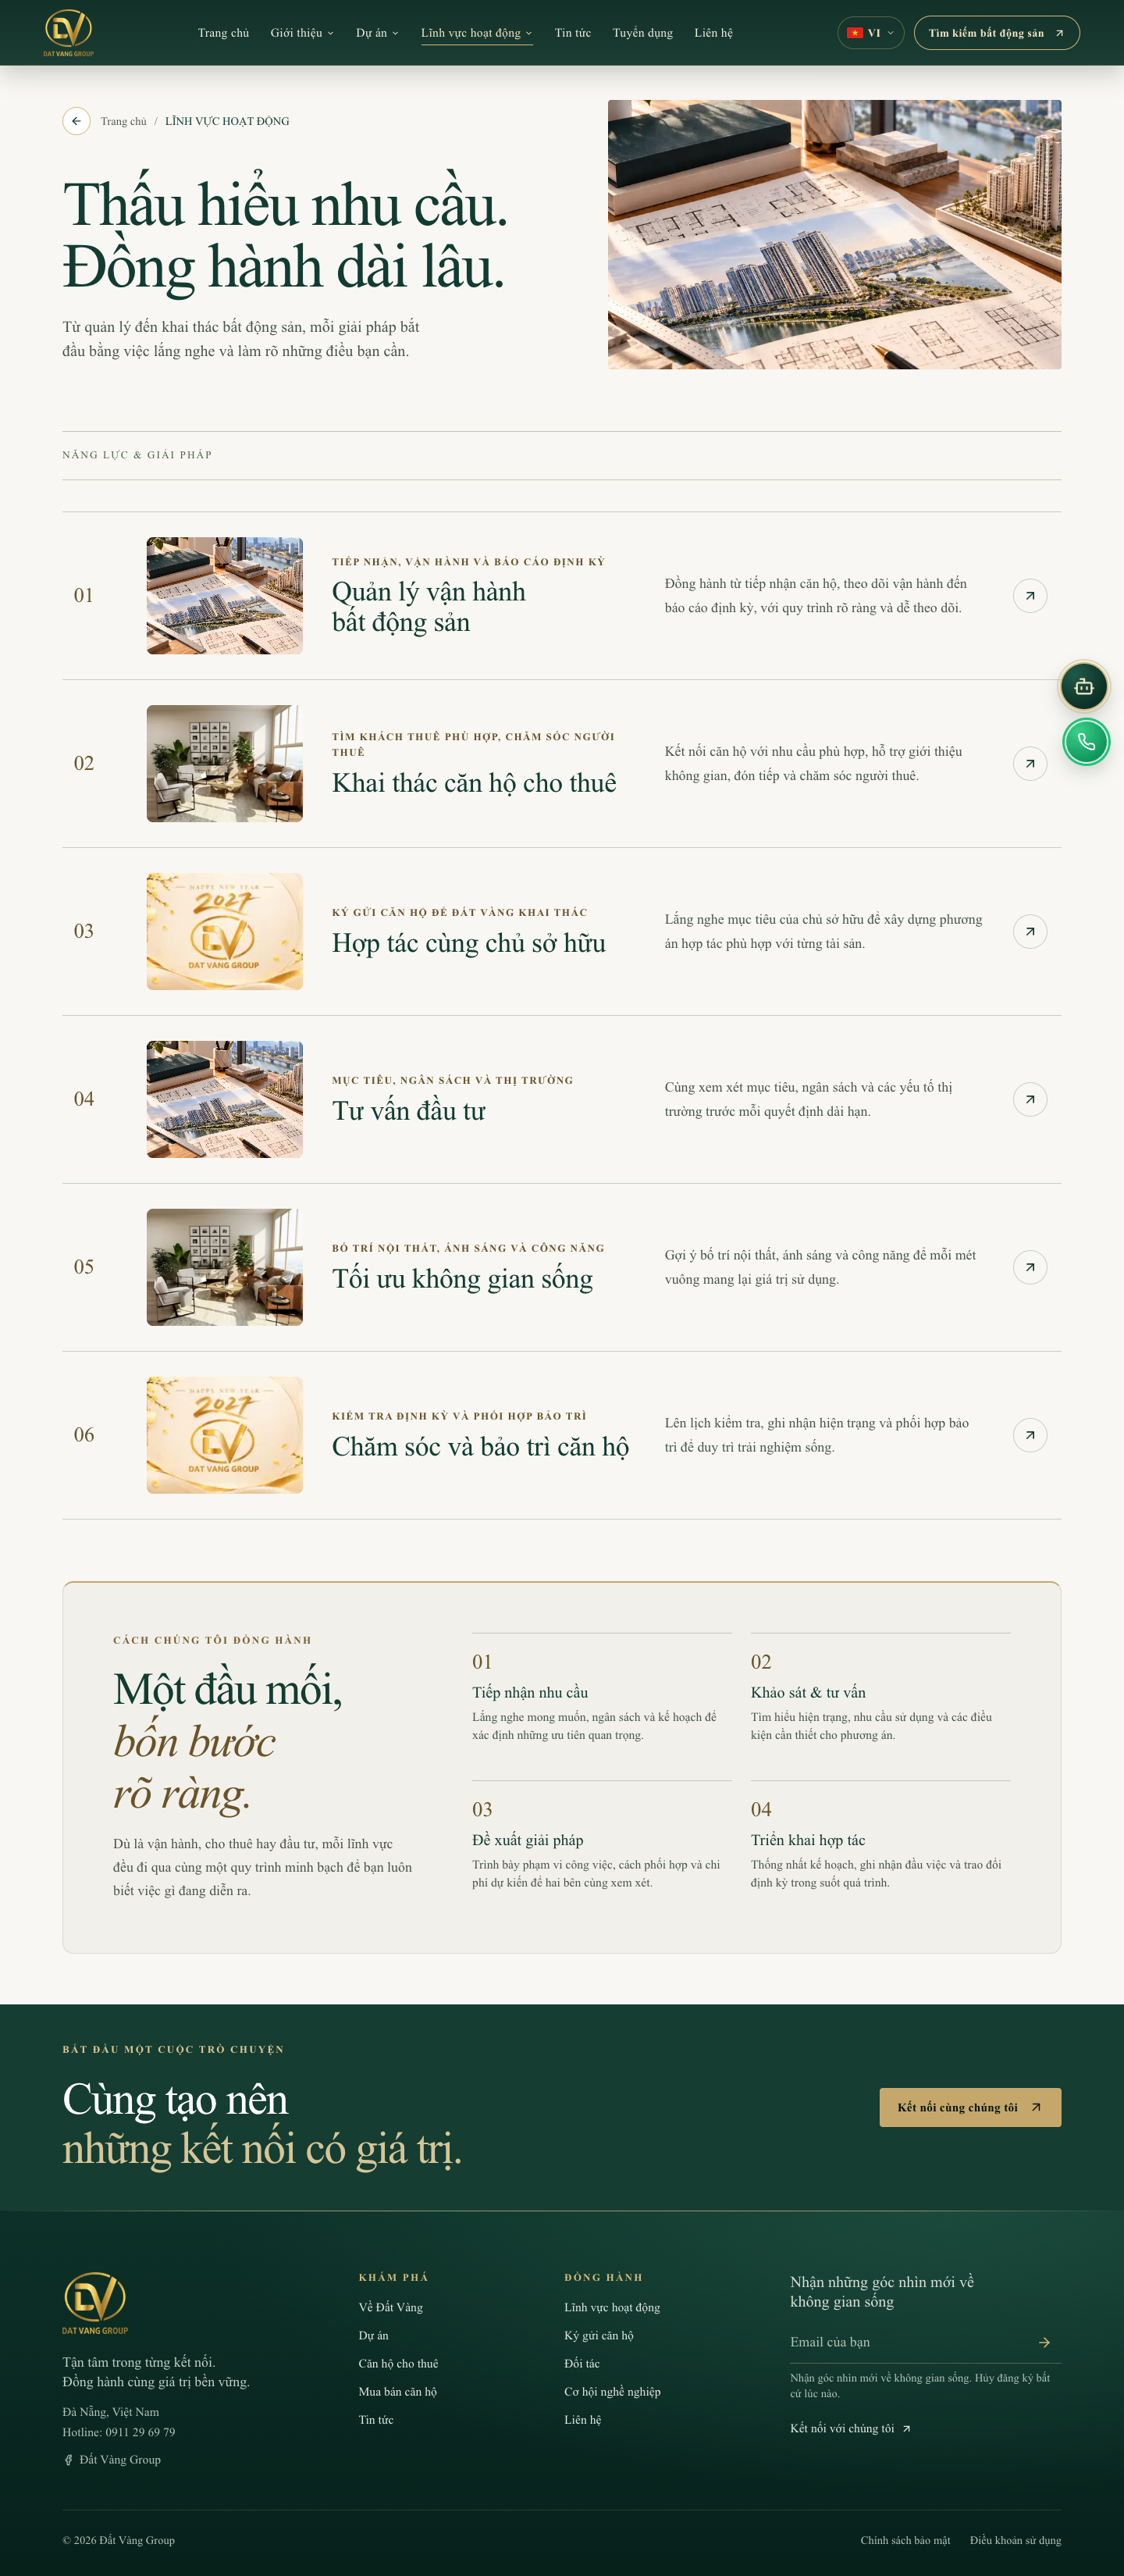 DAT VANG GROUP
Trang chủ
Giới thiệu
Dự án
Lĩnh vực hoạt động
Tin tức
Tuyển dụng
Liên hệ
VI
Tìm kiếm bất động sản
Trang chủ / LĨNH VỰC HOẠT ĐỘNG
Thấu hiểu nhu cầu.
Đồng hành dài lâu.
Từ quản lý đến khai thác bất động sản, mỗi giải pháp bắt
đầu bằng việc lắng nghe và làm rõ những điều bạn cần.
NĂNG LỰC & GIẢI PHÁP
01
TIẾP NHẬN, VẬN HÀNH VÀ BÁO CÁO ĐỊNH KỲ
Quản lý vận hành
bất động sản
Đồng hành từ tiếp nhận căn hộ, theo dõi vận hành đến
báo cáo định kỳ, với quy trình rõ ràng và dễ theo dõi.
02
TÌM KHÁCH THUÊ PHÙ HỢP, CHĂM SÓC NGƯỜI
THUÊ
Khai thác căn hộ cho thuê
Kết nối căn hộ với nhu cầu phù hợp, hỗ trợ giới thiệu
không gian, đón tiếp và chăm sóc người thuê.
03
HAPPY NEW YEAR
2027
DAT VANG GROUP
KÝ GỬI CĂN HỘ ĐỂ ĐẤT VÀNG KHAI THÁC
Hợp tác cùng chủ sở hữu
Lắng nghe mục tiêu của chủ sở hữu để xây dựng phương
án hợp tác phù hợp với từng tài sản.
04
MỤC TIÊU, NGÂN SÁCH VÀ THỊ TRƯỜNG
Tư vấn đầu tư
Cùng xem xét mục tiêu, ngân sách và các yếu tố thị
trường trước mỗi quyết định dài hạn.
05
BỐ TRÍ NỘI THẤT, ÁNH SÁNG VÀ CÔNG NĂNG
Tối ưu không gian sống
Gợi ý bố trí nội thất, ánh sáng và công năng để mỗi mét
vuông mang lại giá trị sử dụng.
06
HAPPY NEW YEAR
2027
DAT VANG GROUP
KIỂM TRA ĐỊNH KỲ VÀ PHỐI HỢP BẢO TRÌ
Chăm sóc và bảo trì căn hộ
Lên lịch kiểm tra, ghi nhận hiện trạng và phối hợp bảo
trì để duy trì trải nghiệm sống.
CÁCH CHÚNG TÔI ĐỒNG HÀNH
Một đầu mối,
bốn bước
rõ ràng.
Dù là vận hành, cho thuê hay đầu tư, mỗi lĩnh vực
đều đi qua cùng một quy trình minh bạch để bạn luôn
biết việc gì đang diễn ra.
01
Tiếp nhận nhu cầu
Lắng nghe mong muốn, ngân sách và kế hoạch để
xác định những ưu tiên quan trọng.
02
Khảo sát & tư vấn
Tìm hiểu hiện trạng, nhu cầu sử dụng và các điều
kiện cần thiết cho phương án.
03
Đề xuất giải pháp
Trình bày phạm vi công việc, cách phối hợp và chi
phí dự kiến để hai bên cùng xem xét.
04
Triển khai hợp tác
Thống nhất kế hoạch, ghi nhận đầu việc và trao đổi
định kỳ trong suốt quá trình.
BẮT ĐẦU MỘT CUỘC TRÒ CHUYỆN
Cùng tạo nên
những kết nối có giá trị.
Kết nối cùng chúng tôi
DAT VANG GROUP
Tận tâm trong từng kết nối.
Đồng hành cùng giá trị bền vững.
Đà Nẵng, Việt Nam
Hotline: 0911 29 69 79
Đất Vàng Group
KHÁM PHÁ
Về Đất Vàng
Dự án
Căn hộ cho thuê
Mua bán căn hộ
Tin tức
ĐỒNG HÀNH
Lĩnh vực hoạt động
Ký gửi căn hộ
Đối tác
Cơ hội nghề nghiệp
Liên hệ
Nhận những góc nhìn mới về
không gian sống
Email của bạn
Nhận góc nhìn mới về không gian sống. Hủy đăng ký bất
cứ lúc nào.
Kết nối với chúng tôi
© 2026 Đất Vàng Group
Chính sách bảo mật
Điều khoản sử dụng